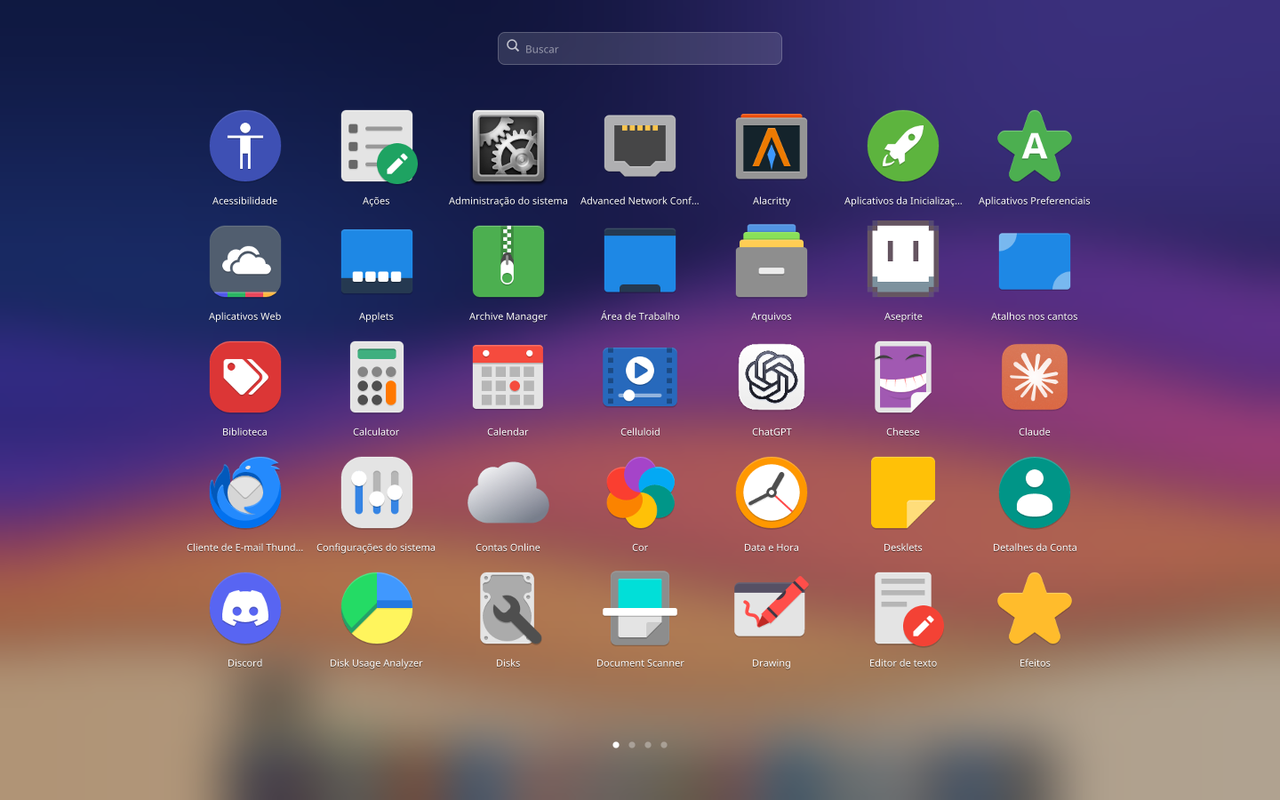 Buscar
Acessibilidade
Ações
Administração do sistema
Advanced Network Conf...
Alacritty
Aplicativos da Inicializaç...
A
Aplicativos Preferenciais
Aplicativos Web
Applets
Archive Manager
Área de Trabalho
Arquivos
Aseprite
Atalhos nos cantos
Biblioteca
Calculator
Calendar
Celluloid
ChatGPT
Cheese
Claude
Cliente de E-mail Thund...
Configurações do sistema
Contas Online
Cor
Data e Hora
Desklets
Detalhes da Conta
Discord
Disk Usage Analyzer
Disks
Document Scanner
Drawing
Editor de texto
Efeitos